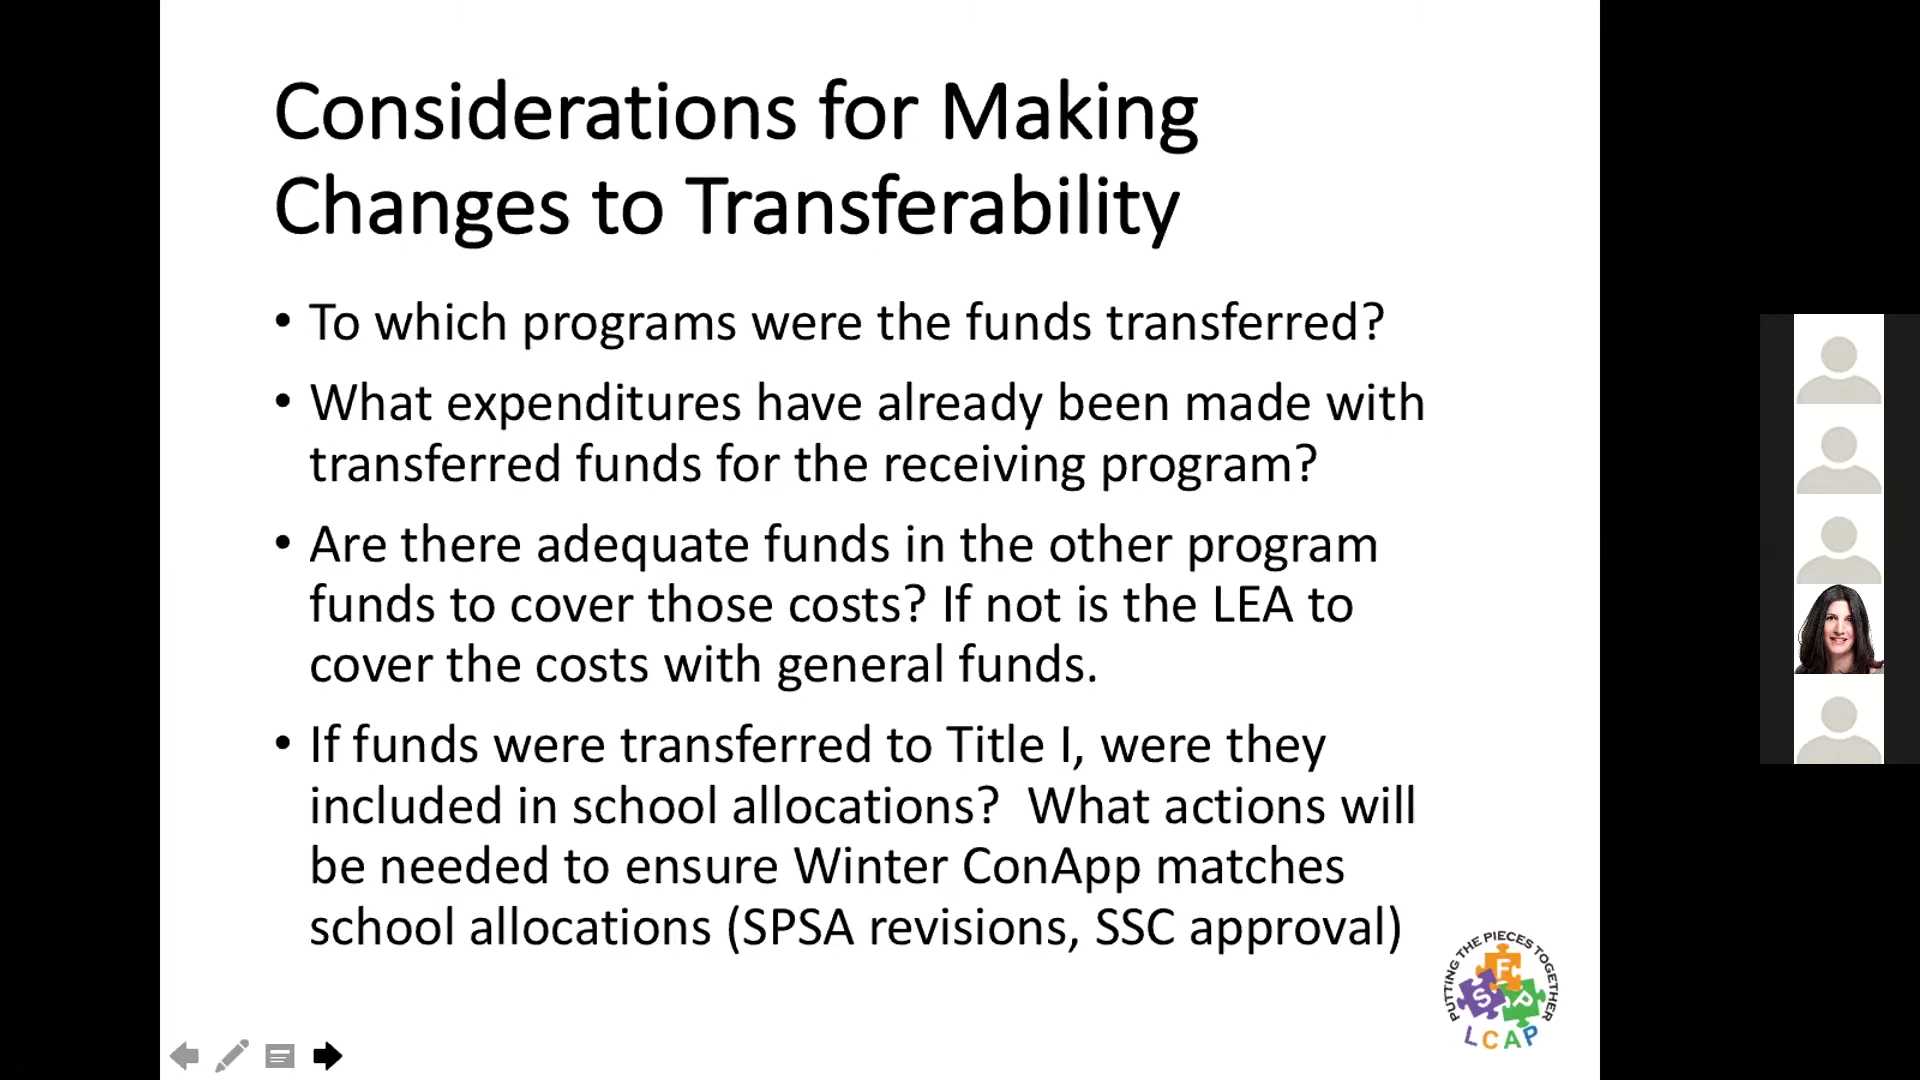 Considerations for Making
Changes to Transferability
• To which programs were the funds transferred?
• What expenditures have already been made with
transferred funds for the receiving program?
• Are there adequate funds in the other program
funds to cover those costs? If not is the LEA to
cover the costs with general funds.
• If funds were transferred to Title I, were they
included in school allocations?  What actions will
be needed to ensure Winter ConApp matches
school allocations (SPSA revisions, SSC approval)
PUTTING THE PIECES TOGETHER
F
S P
LCAP